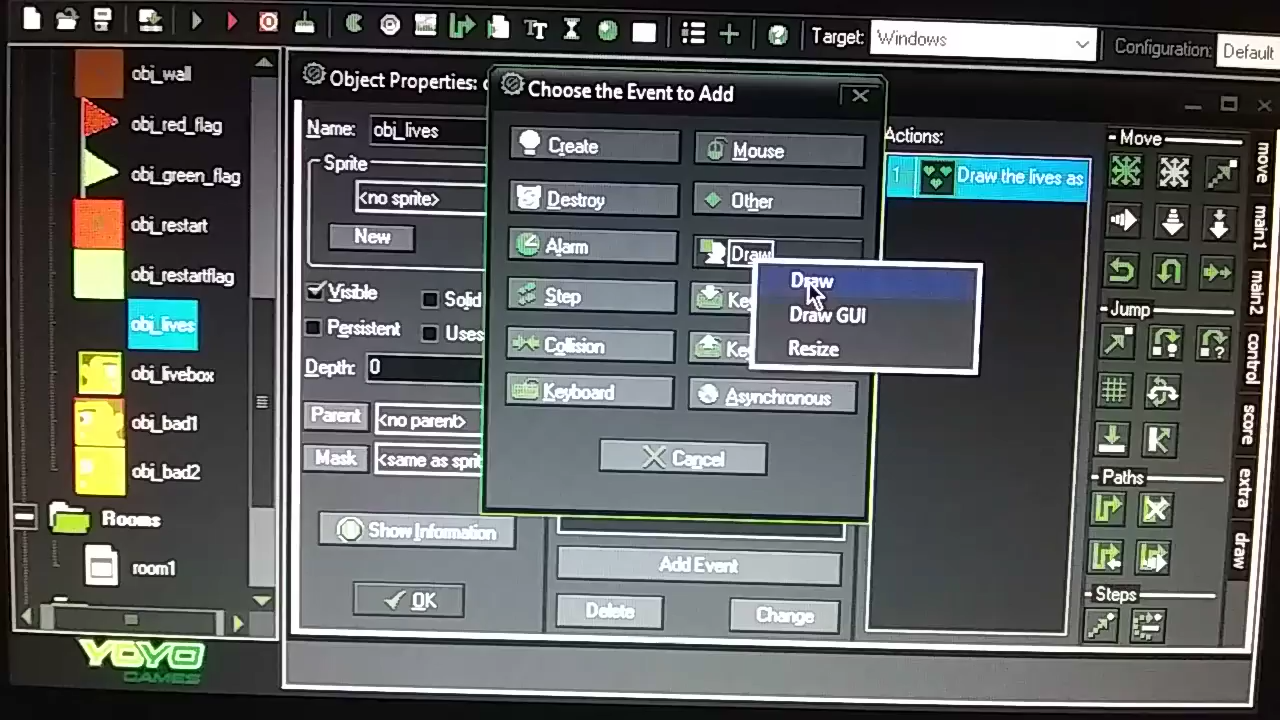 Target: Windows
Configuration: Default
obj_wall
obj_red_flag
obj_green_flag
obj_restart
obj_restartflag
obj_lives
obj_livebox
obj_bad1
obj_bad2
Rooms
room1
YOYO
GAMES
Object Properties:
Name: obj_lives
Sprite
<no sprite>
New
Visible
Solid
Persistent
Uses
Depth: 0
Parent <no parent>
Mask <same as
Show Information
OK
Choose the Event to Add
Create
Mouse
Destroy
Other
Alarm
Draw
Step
Collision
Keyboard
Asynchronous
Cancel
Draw
Draw GUI
Resize
Add Event
Delete
Change
Actions:
1 Draw the lives as
Move
Jump
Paths
Steps
move
main1
main2
control
score
extra
draw